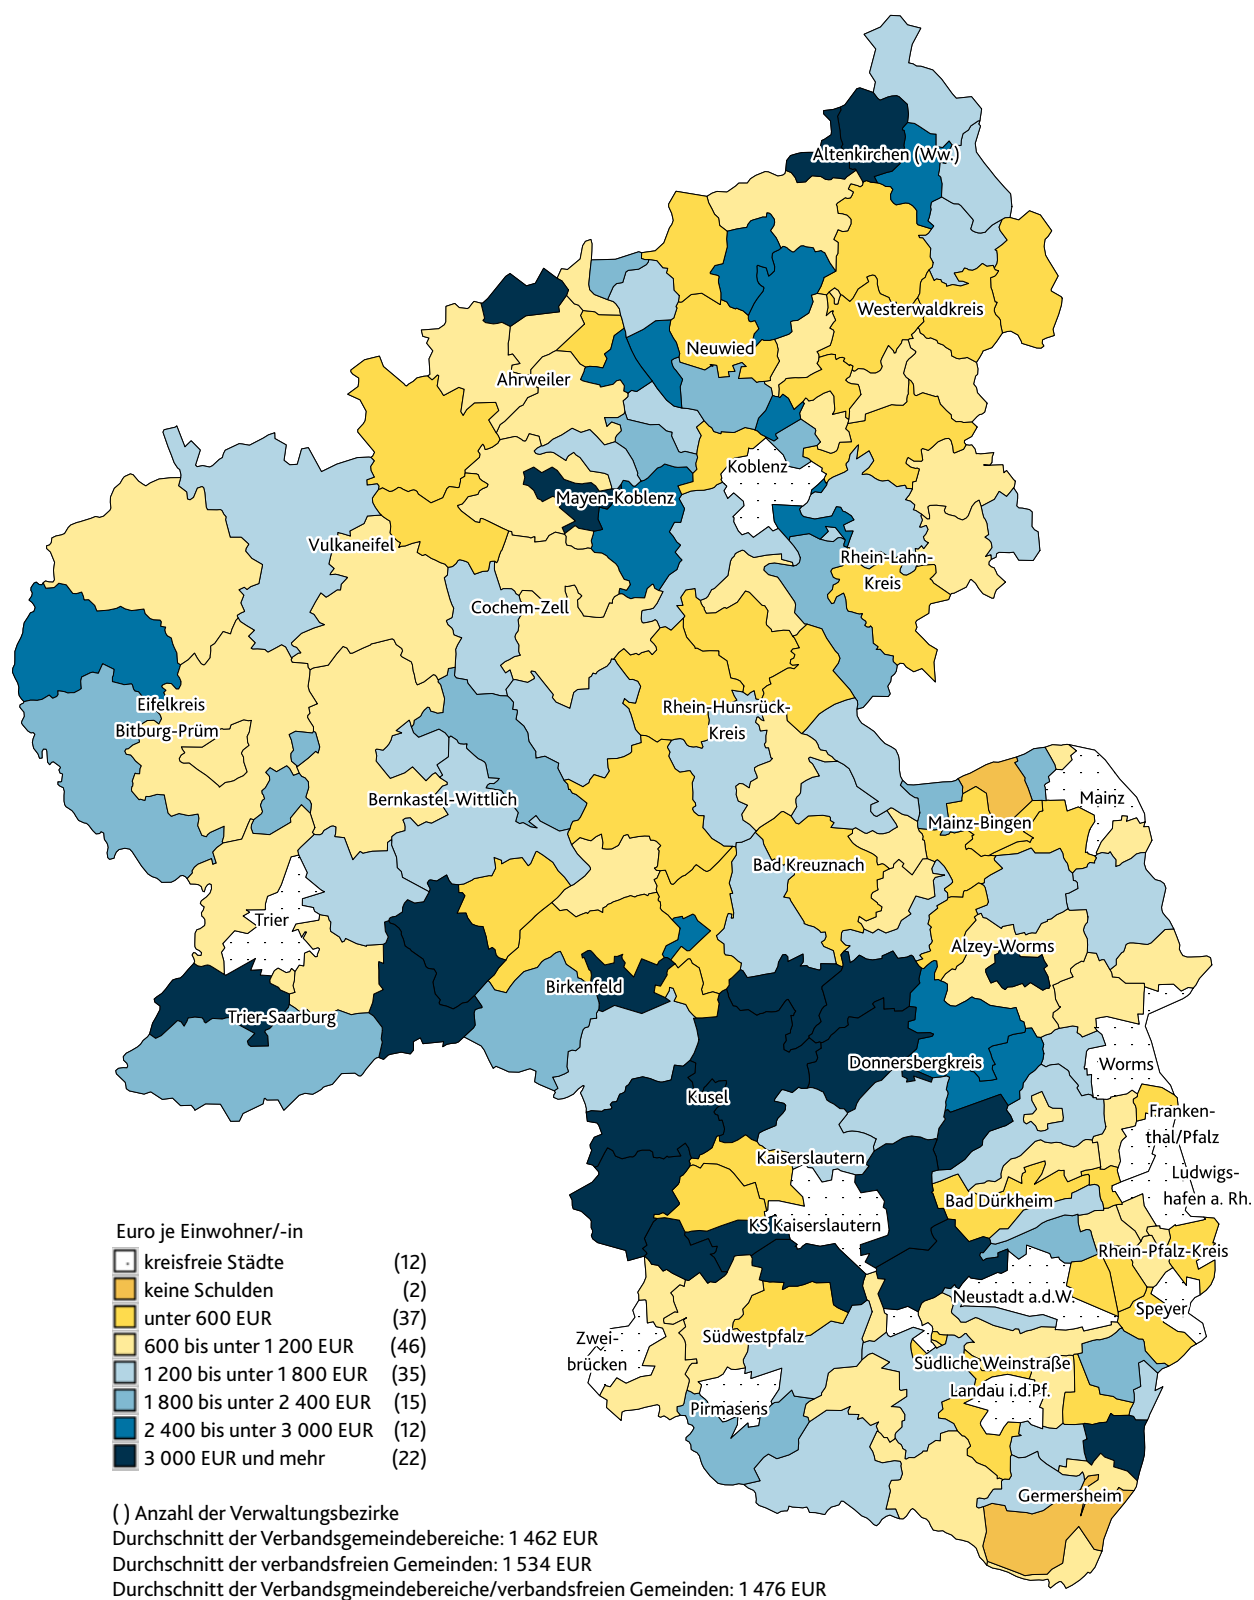 Altenkirchen (Ww.)
Westerwaldkreis
Neuwied
Ahrweiler
Koblenz
Mayen-Koblenz
Vulkaneifel
Rhein-Lahn-
Kreis
Cochem-Zell
Eifelkreis
Bitburg-Prüm
Rhein-Hunsrück-
Kreis
Bernkastel-Wittlich
Mainz
Mainz-Bingen
Bad Kreuznach
Trier
Alzey-Worms
Birkenfeld
Trier-Saarburg
Donnersbergkreis
Worms
Kusel
Franken-
thal/Pfalz
Kaiserslautern
Ludwigs-
hafen a. Rh.
Bad Dürkheim
KS Kaiserslautern
Rhein-Pfalz-Kreis
Neustadt a.d.W.
Speyer
Zwei-
brücken
Südwestpfalz
Südliche Weinstraße
Landau i.d.Pf.
Pirmasens
Germersheim
Euro je Einwohner/-in
kreisfreie Städte (12)
keine Schulden (2)
unter 600 EUR (37)
600 bis unter 1 200 EUR (46)
1 200 bis unter 1 800 EUR (35)
1 800 bis unter 2 400 EUR (15)
2 400 bis unter 3 000 EUR (12)
3 000 EUR und mehr (22)
( ) Anzahl der Verwaltungsbezirke
Durchschnitt der Verbandsgemeindebereiche: 1 462 EUR
Durchschnitt der verbandsfreien Gemeinden: 1 534 EUR
Durchschnitt der Verbandsgmeindebereiche/verbandsfreien Gemeinden: 1 476 EUR